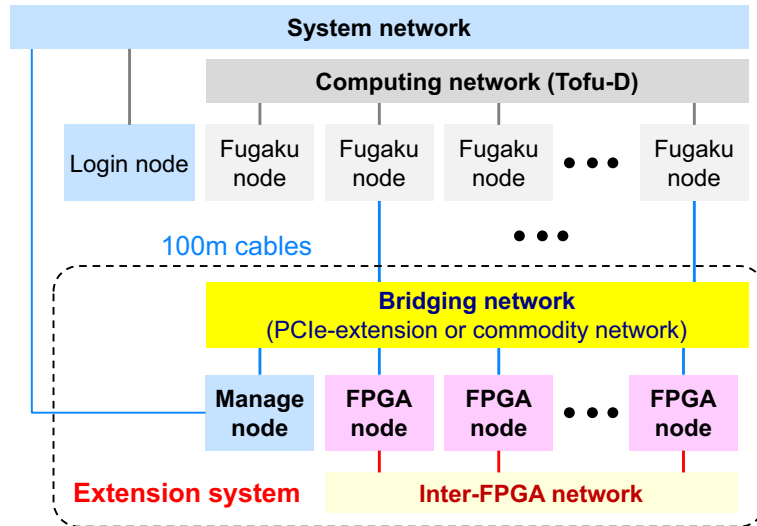 System network
Computing network (Tofu-D)
Login node
Fugaku
node
Fugaku
node
Fugaku
node
Fugaku
node
100m cables
Bridging network
(PCIe-extension or commodity network)
Manage
node
FPGA
node
FPGA
node
FPGA
node
Extension system
Inter-FPGA network